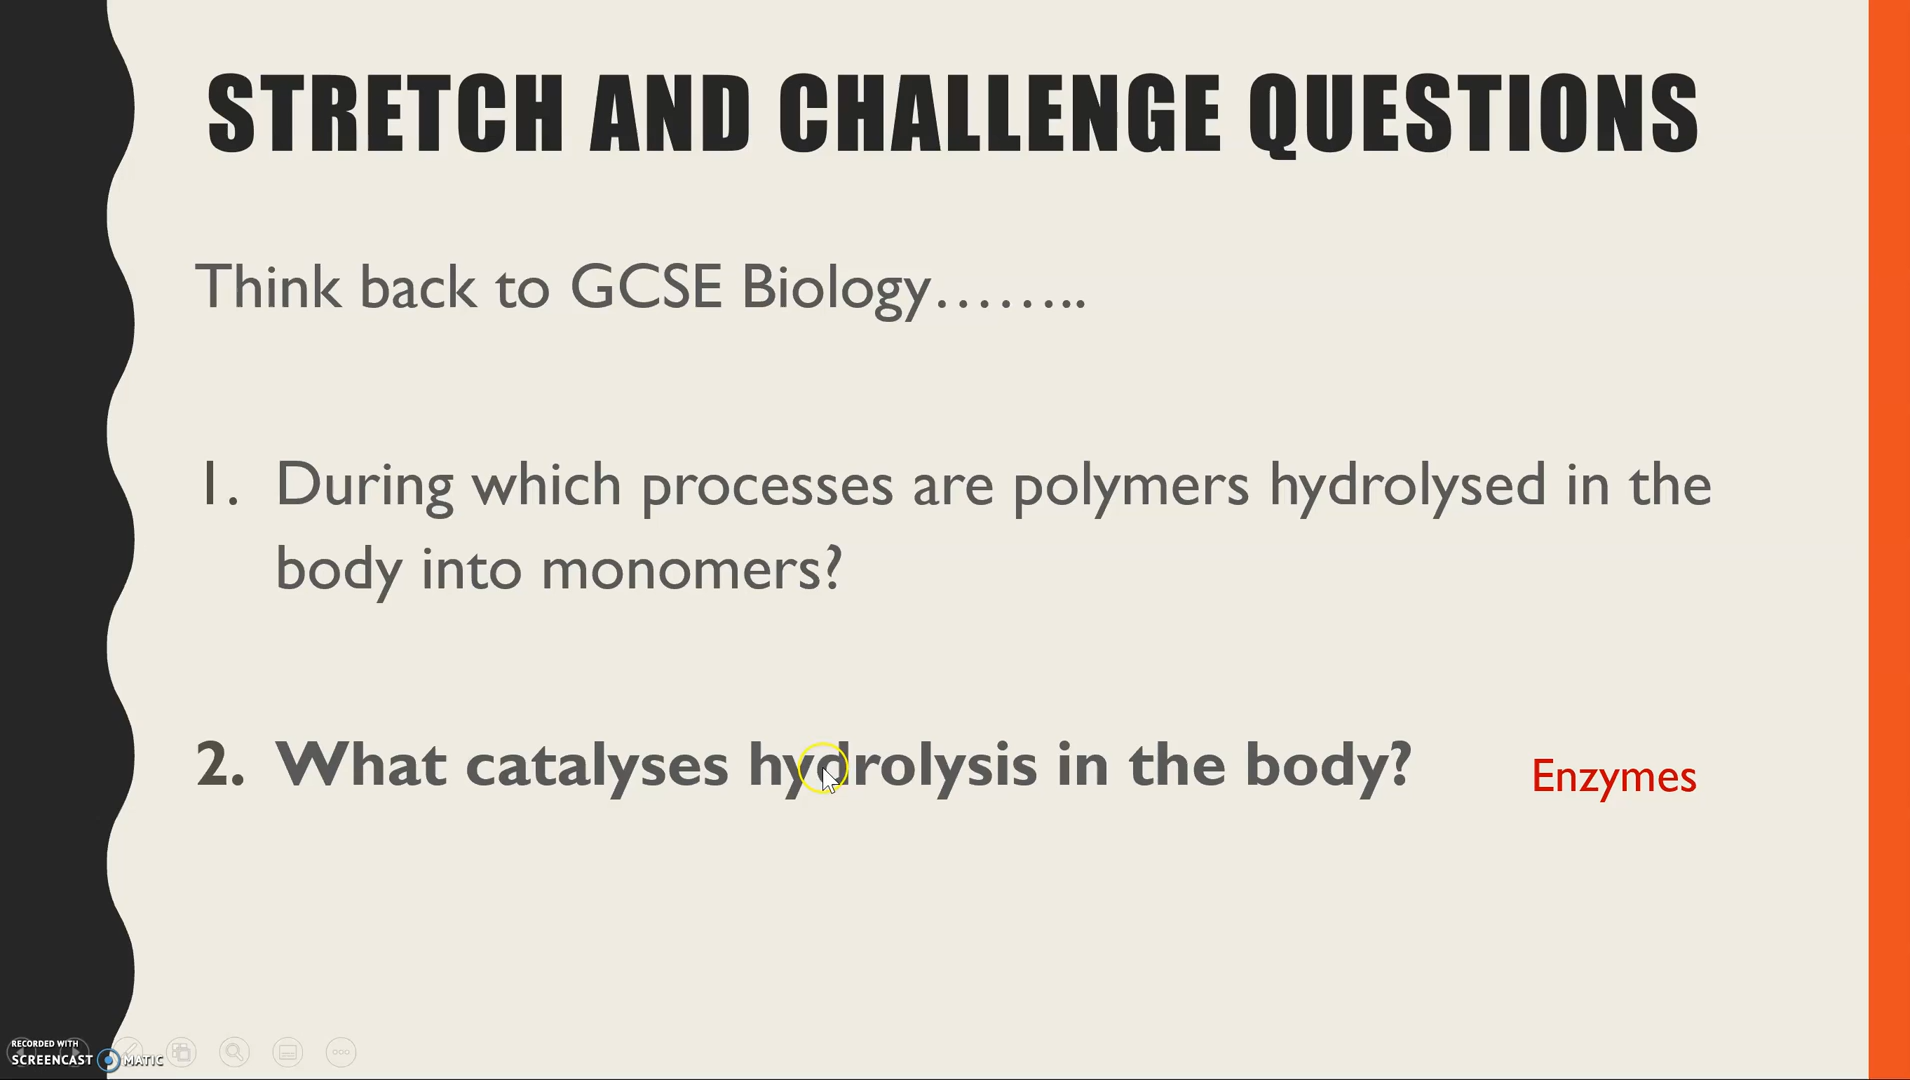 STRETCH AND CHALLENGE QUESTIONS
Think back to GCSE Biology……..
1. During which processes are polymers hydrolysed in the
body into monomers?
2. What catalyses hydrolysis in the body?
Enzymes
RECORDED WITH
SCREENCAST MATIC